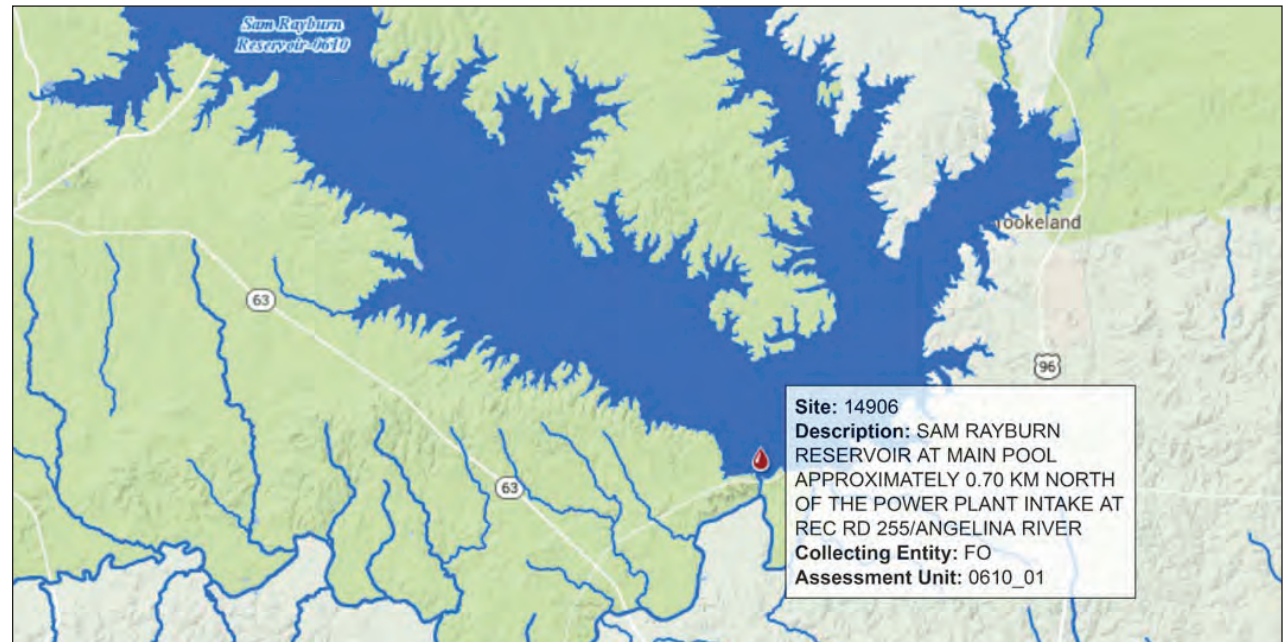 Sam Rayburn
Reservoir-0610
63
ookeland
96
Site: 14906
Description: SAM RAYBURN
RESERVOIR AT MAIN POOL
APPROXIMATELY 0.70 KM NORTH
OF THE POWER PLANT INTAKE AT
REC RD 255/ANGELINA RIVER
Collecting Entity: FO
Assessment Unit: 0610_01
63